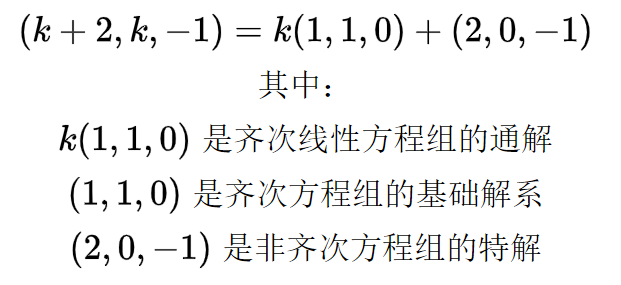 (k + 2, k, −1) = k(1, 1, 0) + (2, 0, −1)
其中：
k(1, 1, 0) 是齐次线性方程组的通解
(1, 1, 0) 是齐次方程组的基础解系
(2, 0, −1) 是非齐次方程组的特解